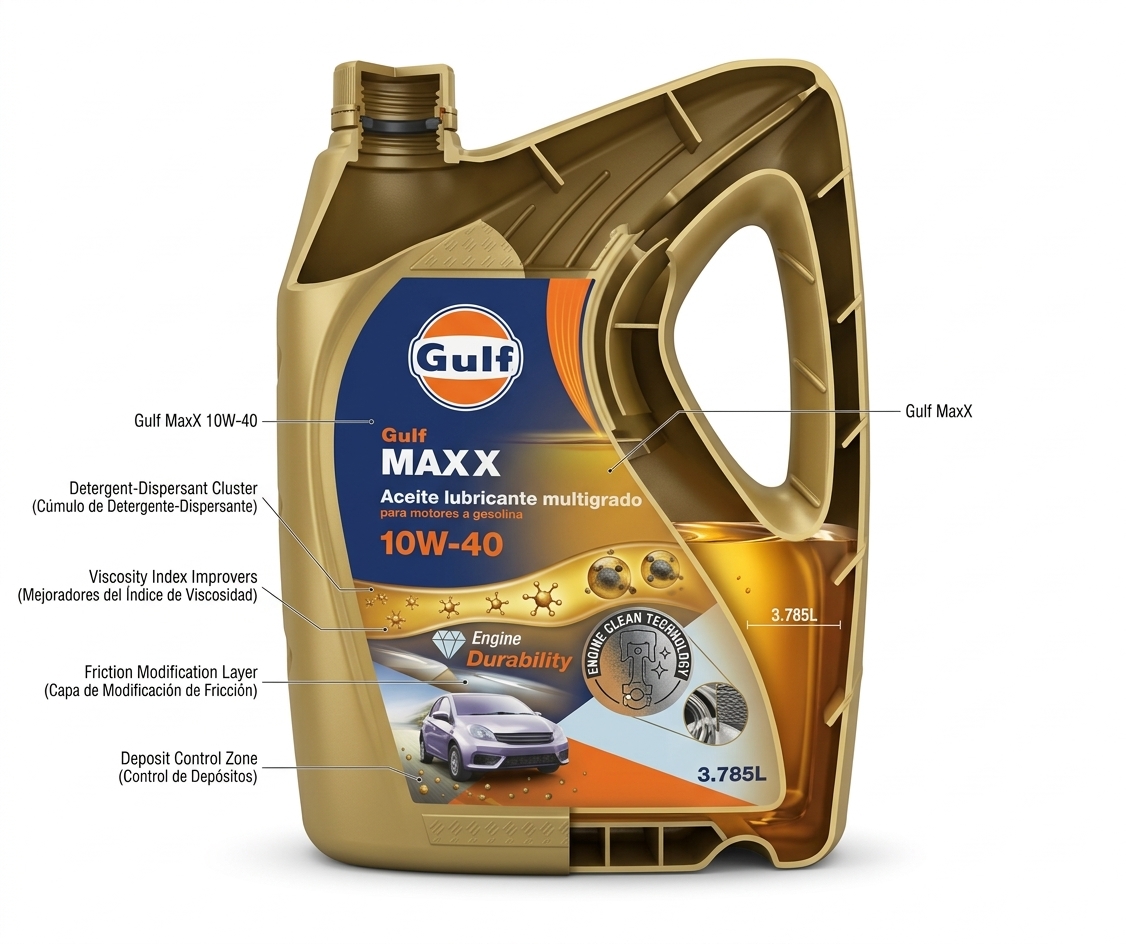 Gulf
Gulf MaxX 10W-40
Gulf MaxX
Gulf
MAXX
Detergent-Dispersant Cluster
(Cúmulo de Detergente-Dispersante)
Aceite lubricante multigrado
para motores a gasolina
10W-40
Viscosity Index Improvers
(Mejoradores del Índice de Viscosidad)
3.785L
ENGINE CLEAN TECRHOLOGY
Engine
Durability
Friction Modification Layer
(Capa de Modificación de Fricción)
Deposit Control Zone
(Control de Depósitos)
3.785L